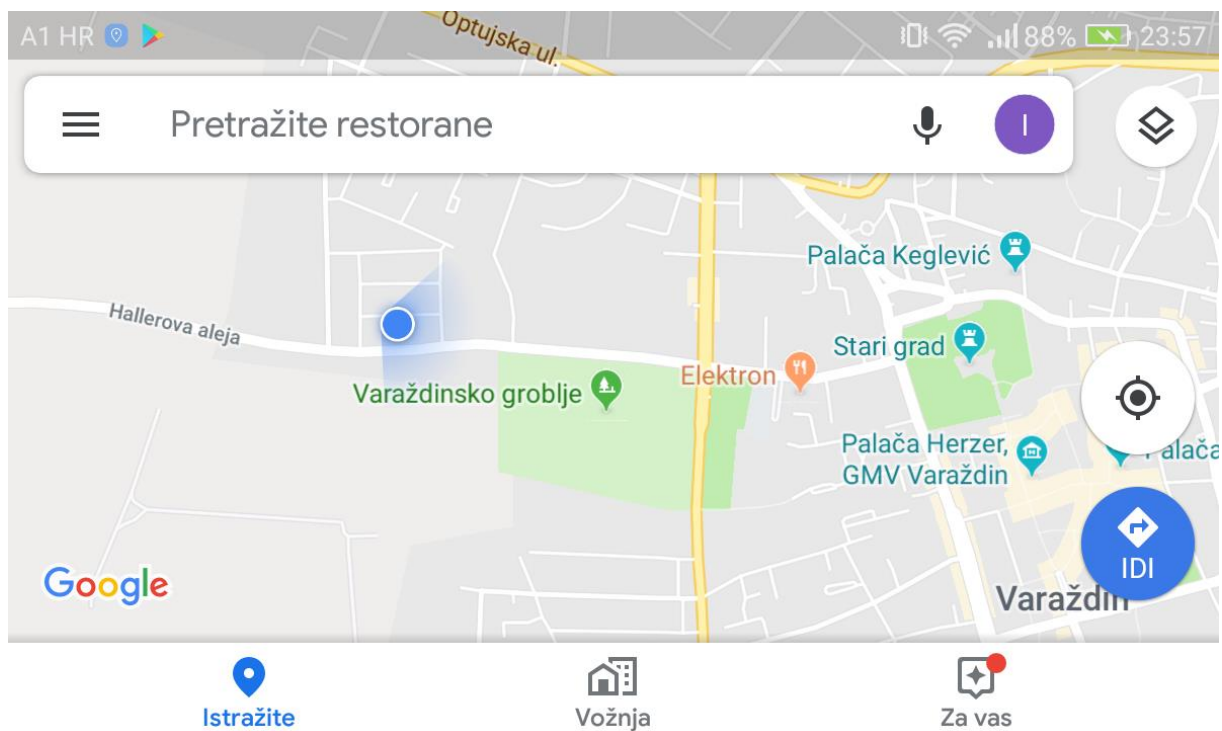 A1 HR
88% 23:57
Optujska ul.
Pretražite restorane
I
Palača Keglević
Hallerova aleja
Stari grad
Elektron
Varaždinsko groblje
Palača Herzer,
GMV Varaždin
Palača
IDI
Google
Varaždin
Istražite
Vožnja
Za vas